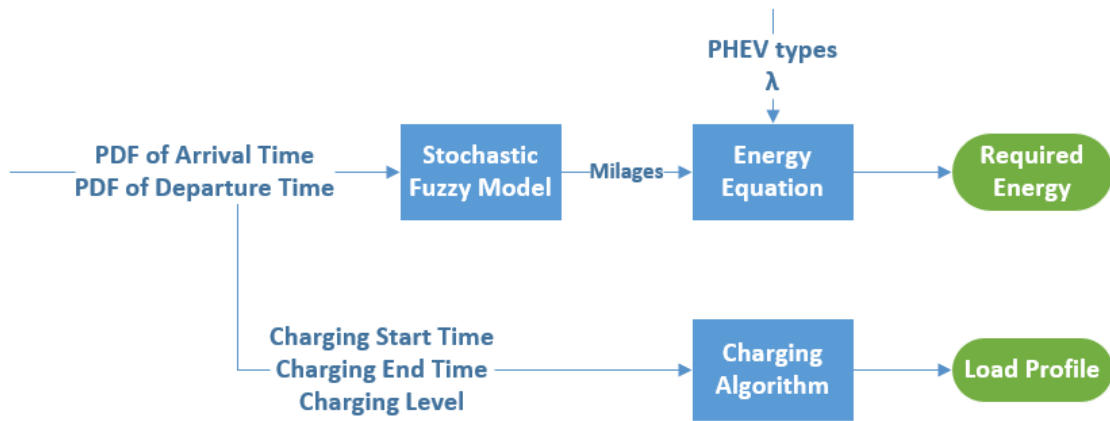 PHEV types
λ
PDF of Arrival Time
PDF of Departure Time
Stochastic
Fuzzy Model
Milages
Energy
Equation
Required
Energy
Charging Start Time
Charging End Time
Charging Level
Charging
Algorithm
Load Profile